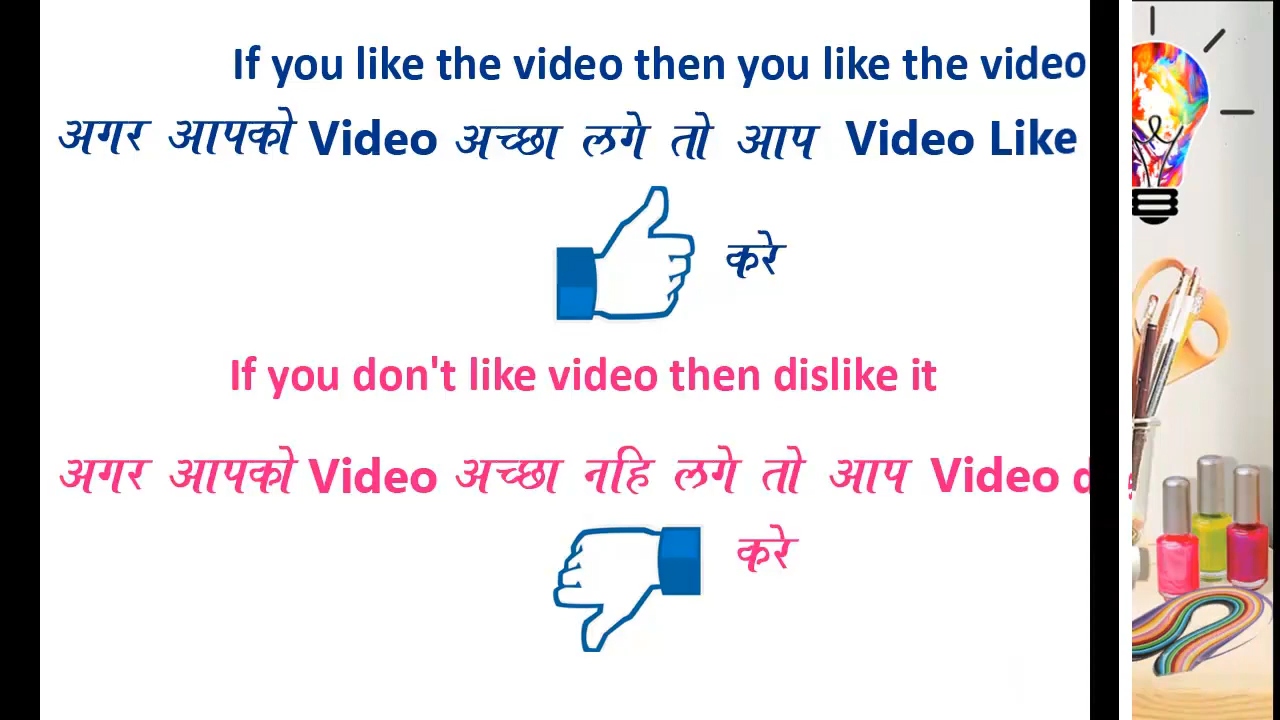 If you like the video then you like the video
अगर आपको Video अच्छा लगे तो आप Video Like
करे
If you don't like video then dislike it
अगर आपको Video अच्छा नहि लगे तो आप Video
करे